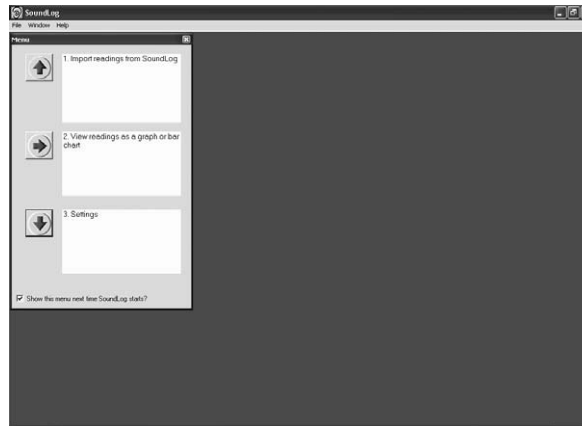 SoundLog
File Window Help
Menu
1. Import readings from SoundLog
2. View readings as a graph or bar
chart
3. Settings
Show this menu next time SoundLog starts?